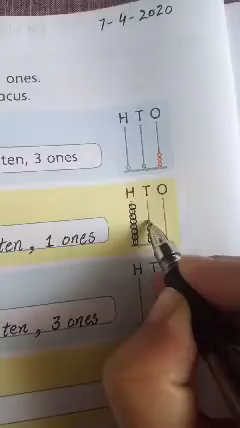 7-4-2020
ones.
acus.
H T O
ten, 3 ones
H T O
ten, 1 ones
H T
ten, 3 ones